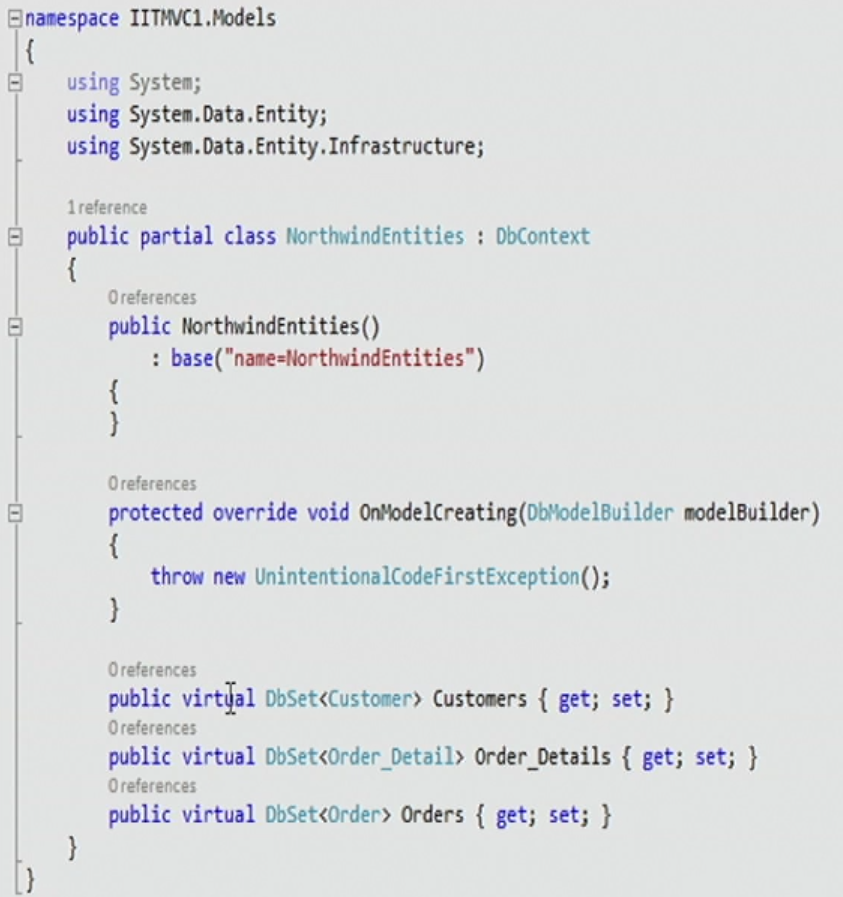 namespace IITMVC1.Models
{
using System;
using System.Data.Entity;
using System.Data.Entity.Infrastructure;
1 reference
public partial class NorthwindEntities : DbContext
{
0 references
public NorthwindEntities()
: base("name=NorthwindEntities")
{
}
0 references
protected override void OnModelCreating(DbModelBuilder modelBuilder)
{
throw new UnintentionalCodeFirstException();
}
0 references
public virtual DbSet<Customer> Customers { get; set; }
0 references
public virtual DbSet<Order_Detail> Order_Details { get; set; }
0 references
public virtual DbSet<Order> Orders { get; set; }
}
}